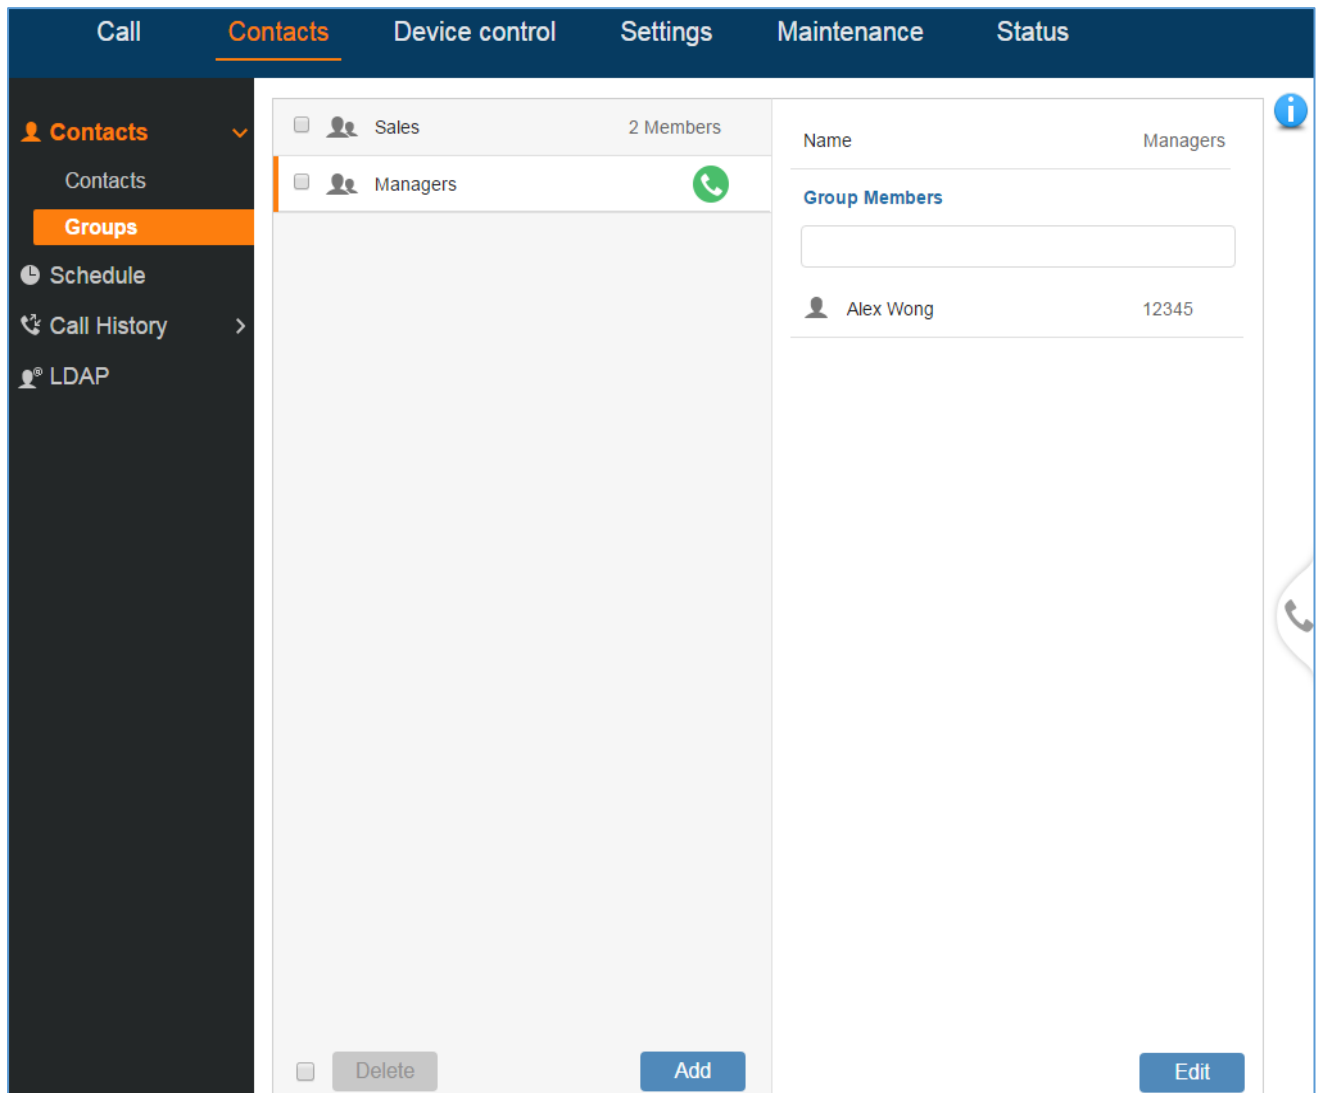 Call Contacts Device control Settings Maintenance Status
Contacts
Contacts
Groups
Schedule
Call History
LDAP
Sales 2 Members
Managers
Name Managers
Group Members
Alex Wong 12345
Delete Add Edit